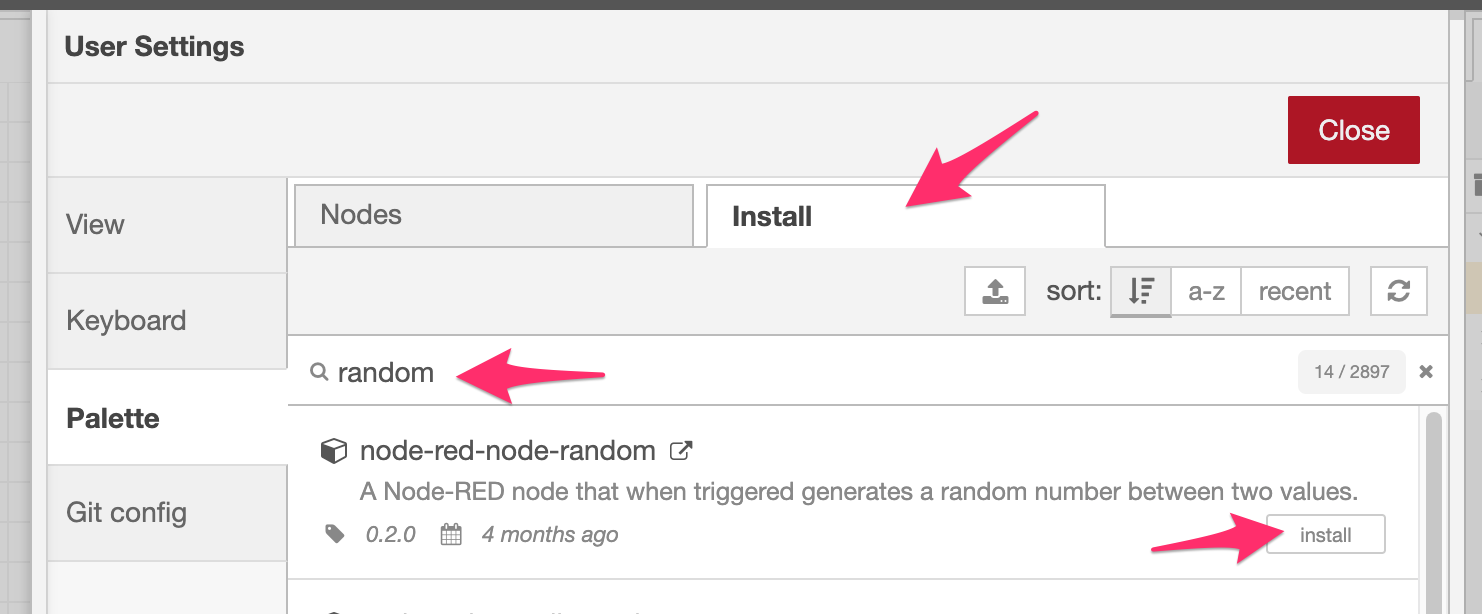 User Settings
Close
View
Keyboard
Palette
Git config
Nodes
Install
sort:
a-z
recent
random
14 / 2897
node-red-node-random
A Node-RED node that when triggered generates a random number between two values.
0.2.0
4 months ago
install